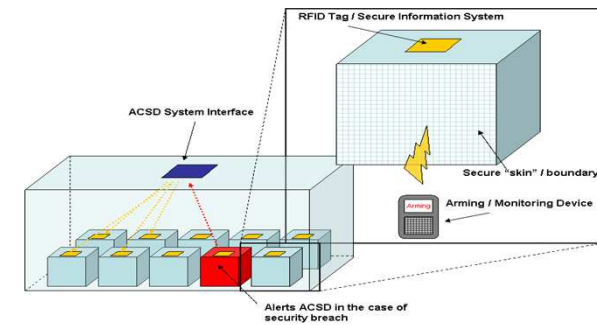 RFID Tag / Secure Information System
ACSD System Interface
Secure "skin" / boundary
Arming
Arming / Monitoring Device
Alerts ACSD in the case of
security breach